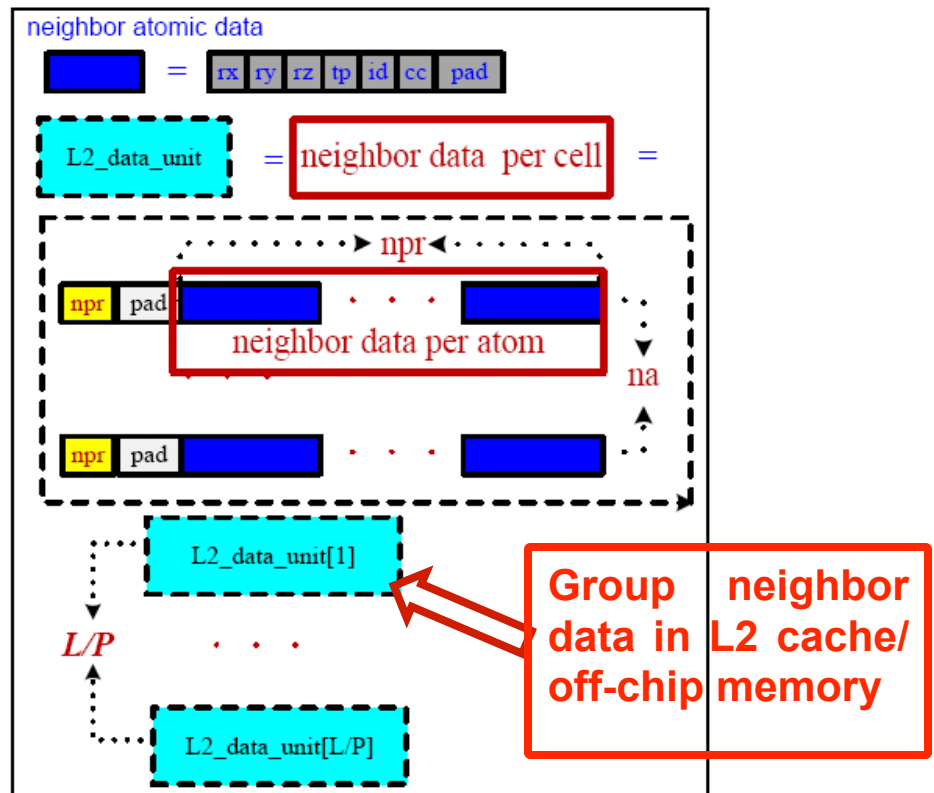 neighbor atomic data
= rx ry rz tp id cc pad
L2_data_unit = neighbor data per cell =
npr
npr pad . . .
neighbor data per atom
. . .
na
npr pad . . .
L2_data_unit[1]
L/P . . .
L2_data_unit[L/P]
Group neighbor
data in L2 cache/
off-chip memory